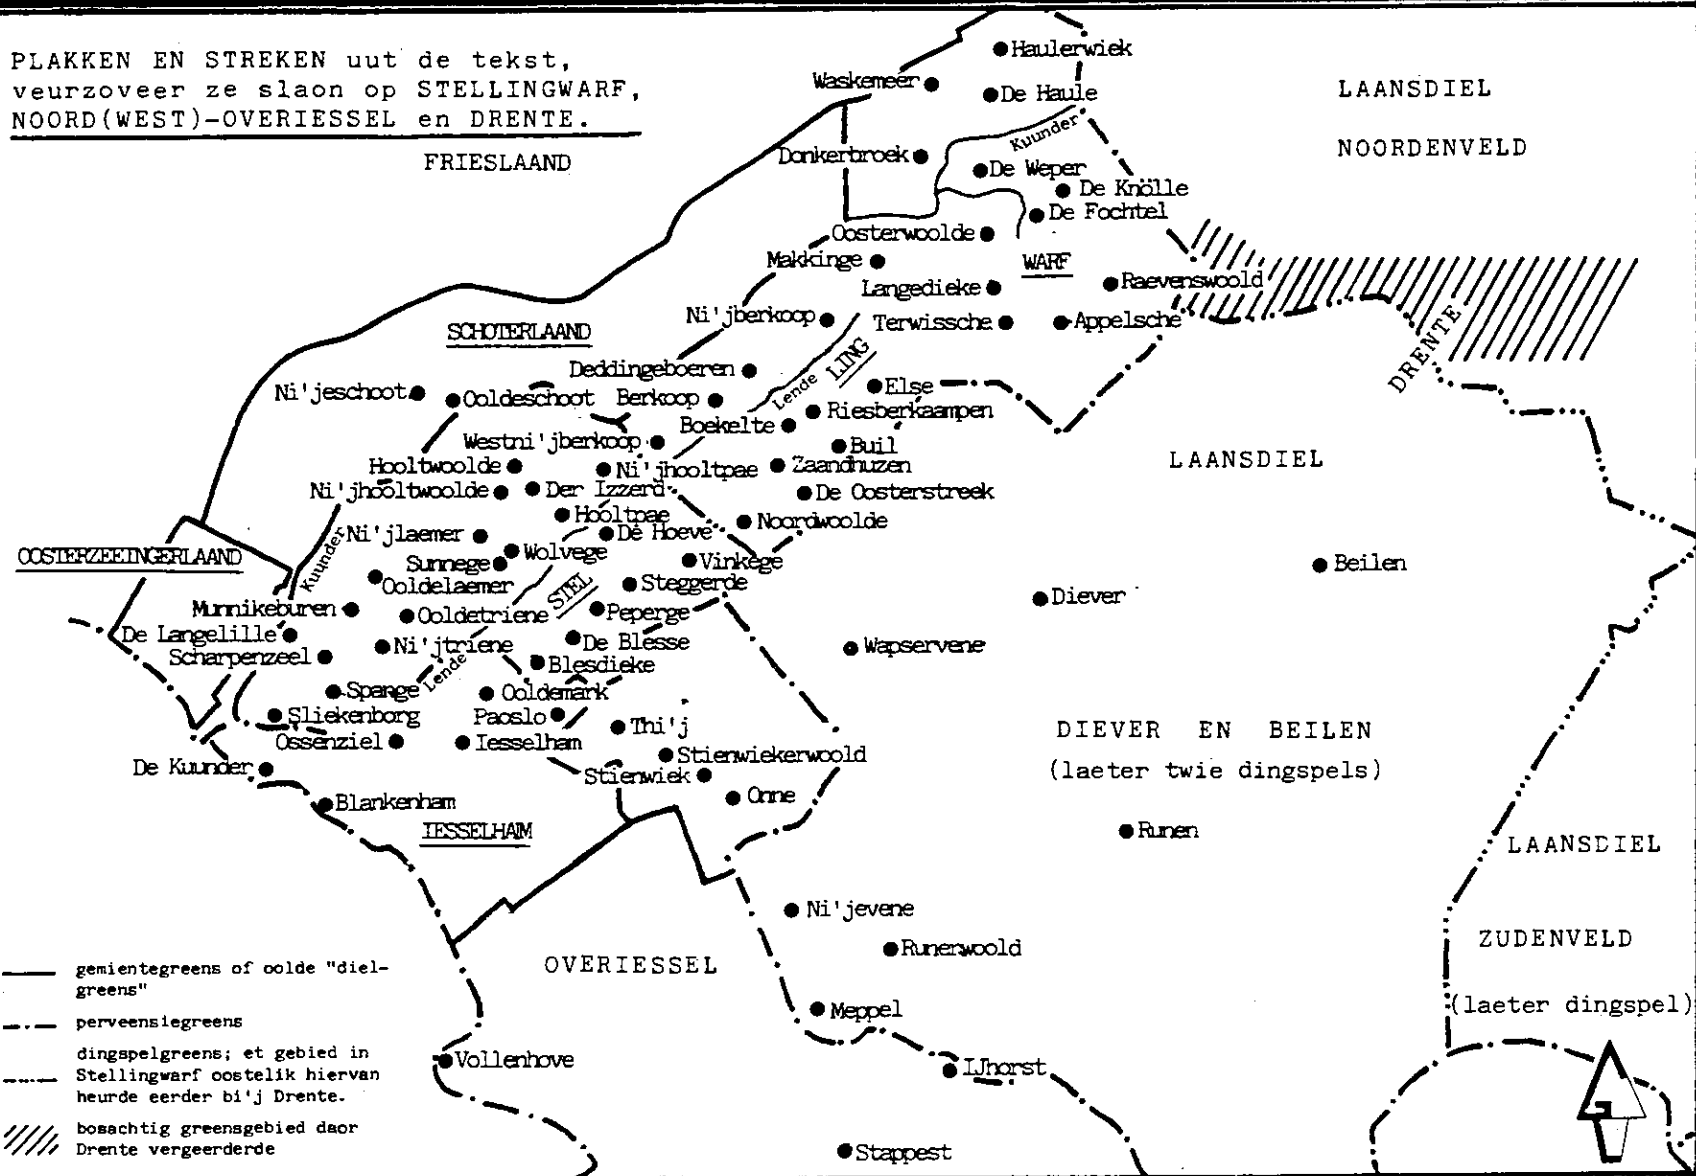 PLAKKEN EN STREKEN uut de tekst,
veurzoveer ze slaon op STELLINGWARF,
NOORD(WEST)-OVERIESSEL en DRENTE.
FRIESLAAND
Haulerwiek
Waskemeer
De Haule
LAANSDIEL
NOORDENVELD
Kuunder
Donkerbroek
De Weper
De Knölle
De Fochtel
Oosterwoolde
Makkinge
WARF
Langedieke
Raevenswoold
Ni'jberkoop
Terwissche
Appelsche
SCHOTERLAAND
DRENTE
LING
Lende
Deddingeboeren
Else
Ni'jeschoot
Ooldeschoot
Berkoop
Riesberkaampen
Boekelte
Westni'jberkoop
Buil
Hooltwoolde
Ni'jhooltpae
Zaandhuzen
LAANSDIEL
Ni'jhooltwoolde
Der Izzerd
De Oosterstreek
Hooltpae
Noordwoolde
Ni'jlaemer
De Hoeve
OOSTERZEEINGERLAAND
Kuunder
Wolvege
Sunnege
Vinkege
Beilen
Ooldelaemer
STEL
Steggerde
Munnikeburen
Ooldetriene
Peperge
Diever
De Langelille
Ni'jtriene
De Blesse
Wapservene
Scharpenzeel
Lende
Blesdieke
Spange
Ooldemark
Sliekenborg
Paoslo
Thi'j
DIEVER EN BEILEN
Ossenziel
Iesselham
Stienwiekerwoold
(laeter twie dingspels)
De Kuunder
Stienwiek
Blankenham
Onne
IESSELHAM
Runen
LAANSDIEL
Ni'jevene
ZUDENVELD
Runerwoold
OVERIESSEL
(laeter dingspel)
Meppel
Vollenhove
IJhorst
Stappest
gemientegreens of oolde "diel-
greens"
perveensiegreens
dingspelgreens; et gebied in
Stellingwarf oostelik hiervan
heurde eerder bi'j Drente.
bosachtig greensgebied daor
Drente vergeerderde